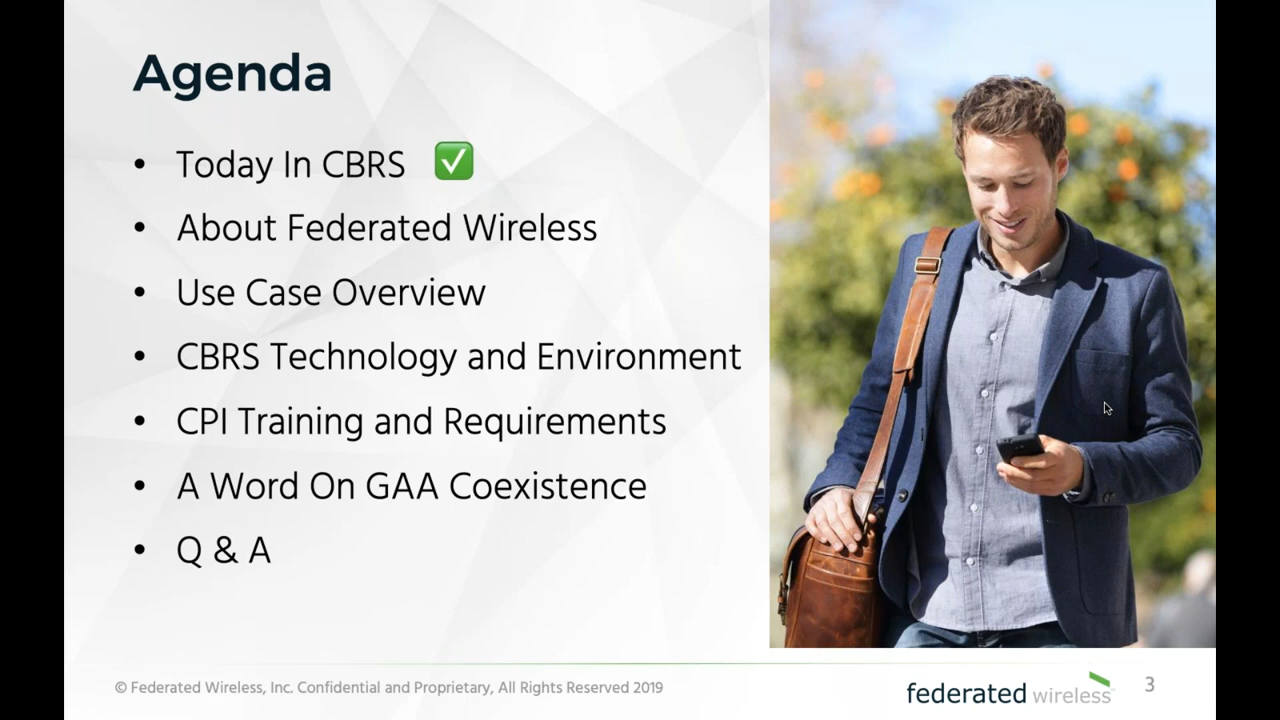 Agenda
• Today In CBRS ✅
• About Federated Wireless
• Use Case Overview
• CBRS Technology and Environment
• CPI Training and Requirements
• A Word On GAA Coexistence
• Q & A
© Federated Wireless, Inc. Confidential and Proprietary, All Rights Reserved 2019
federated wireless
3